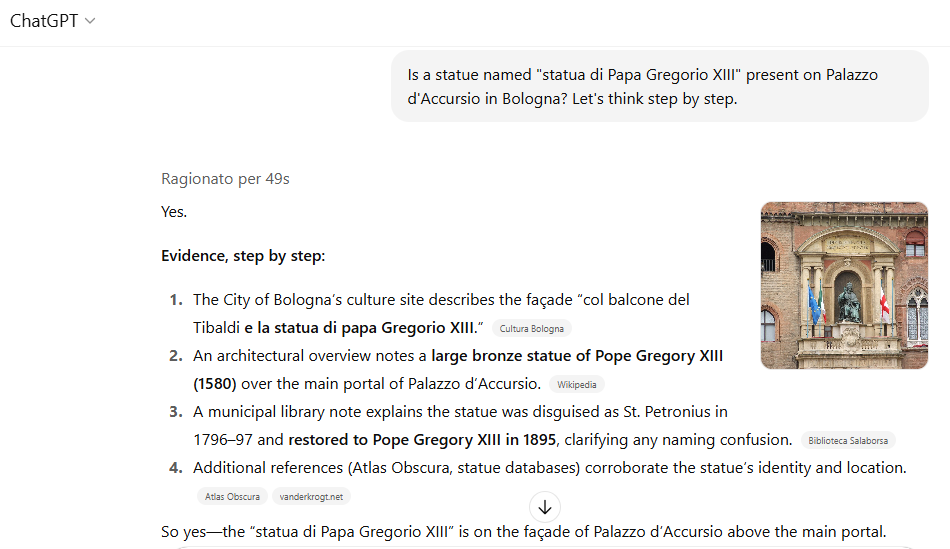 ChatGPT
Is a statue named "statua di Papa Gregorio XIII" present on Palazzo
d'Accursio in Bologna? Let's think step by step.
Ragionato per 49s
Yes.
Evidence, step by step:
1. The City of Bologna's culture site describes the façade "col balcone del
Tibaldi e la statua di papa Gregorio XIII." Cultura Bologna
2. An architectural overview notes a large bronze statue of Pope Gregory XIII
(1580) over the main portal of Palazzo d'Accursio. Wikipedia
3. A municipal library note explains the statue was disguised as St. Petronius in
1796–97 and restored to Pope Gregory XIII in 1895, clarifying any naming confusion. Biblioteca Salaborsa
4. Additional references (Atlas Obscura, statue databases) corroborate the statue's identity and location.
Atlas Obscura vanderkrogt.net
So yes—the "statua di Papa Gregorio XIII" is on the façade of Palazzo d'Accursio above the main portal.